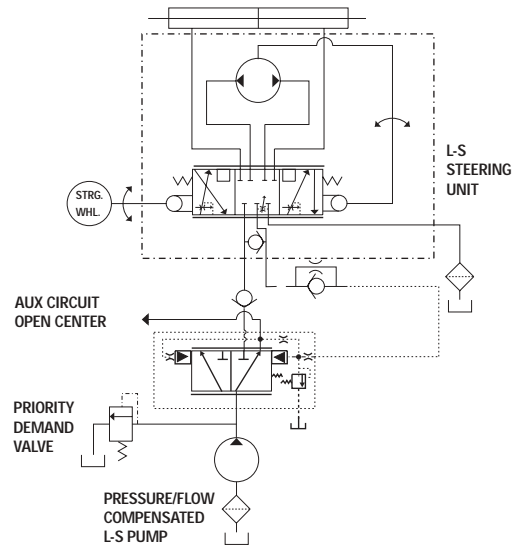 L-S
STEERING
UNIT
STRG.
WHL.
AUX CIRCUIT
OPEN CENTER
PRIORITY
DEMAND
VALVE
PRESSURE/FLOW
COMPENSATED
L-S PUMP